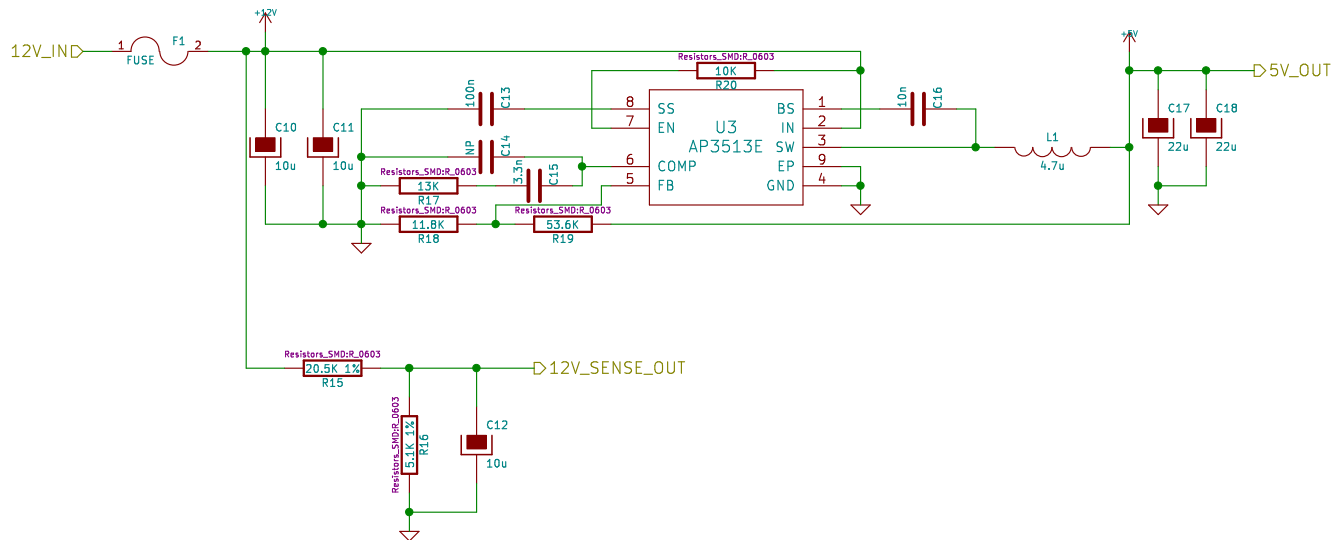 +12V
12V_IN
1
F1
2
FUSE
+5V
5V_OUT
Resistors_SMD:R_0603
10K
R20
100n
C13
8
SS
7
EN
6
COMP
5
FB
U3
AP3513E
BS
1
IN
2
SW
3
EP
9
GND
4
10n
C16
C17
22u
C18
22u
L1
4.7u
C10
10u
C11
10u
NP
C14
3.3n
C15
Resistors_SMD:R_0603
13K
R17
Resistors_SMD:R_0603
11.8K
R18
Resistors_SMD:R_0603
53.6K
R19
Resistors_SMD:R_0603
20.5K 1%
R15
12V_SENSE_OUT
Resistors_SMD:R_0603
5.1K 1%
R16
C12
10u